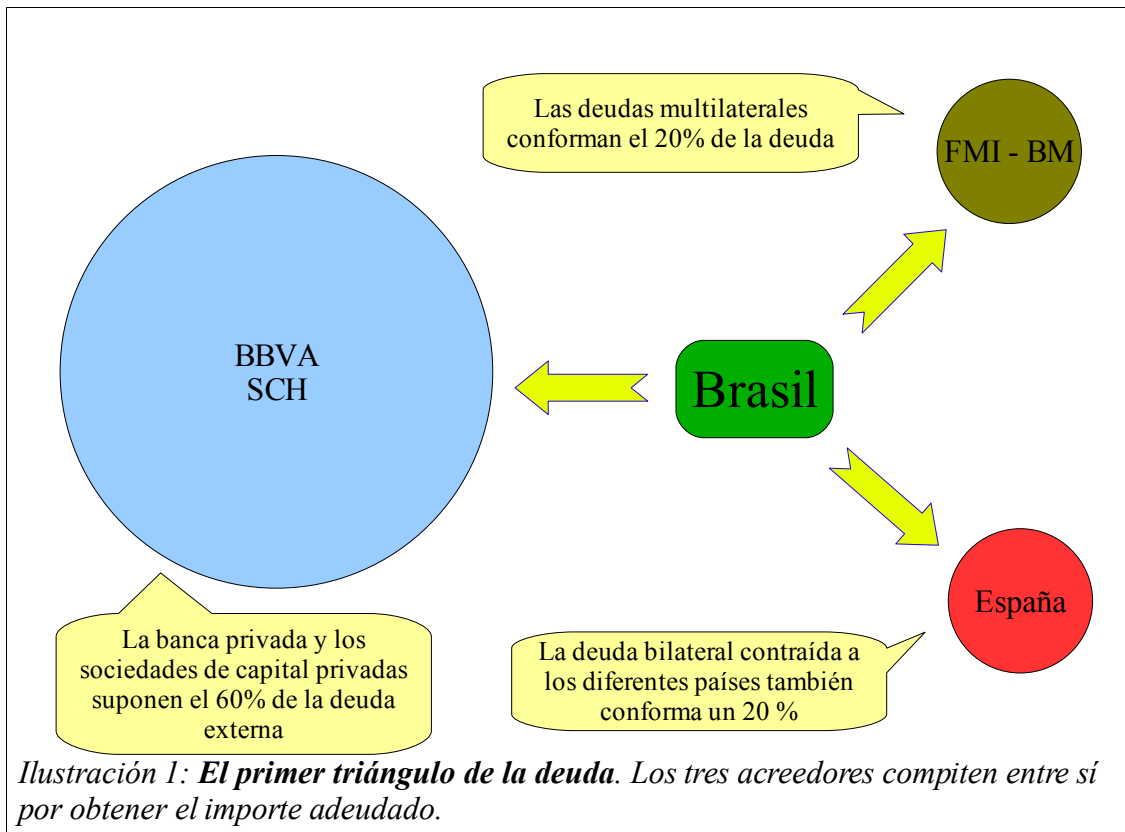 Las deudas multilaterales
conforman el 20% de la deuda
FMI - BM
BBVA
SCH
Brasil
España
La banca privada y los
sociedades de capital privadas
suponen el 60% de la deuda
externa
La deuda bilateral contraída a
los diferentes países también
conforma un 20 %
Ilustración 1: El primer triángulo de la deuda. Los tres acreedores compiten entre sí
por obtener el importe adeudado.